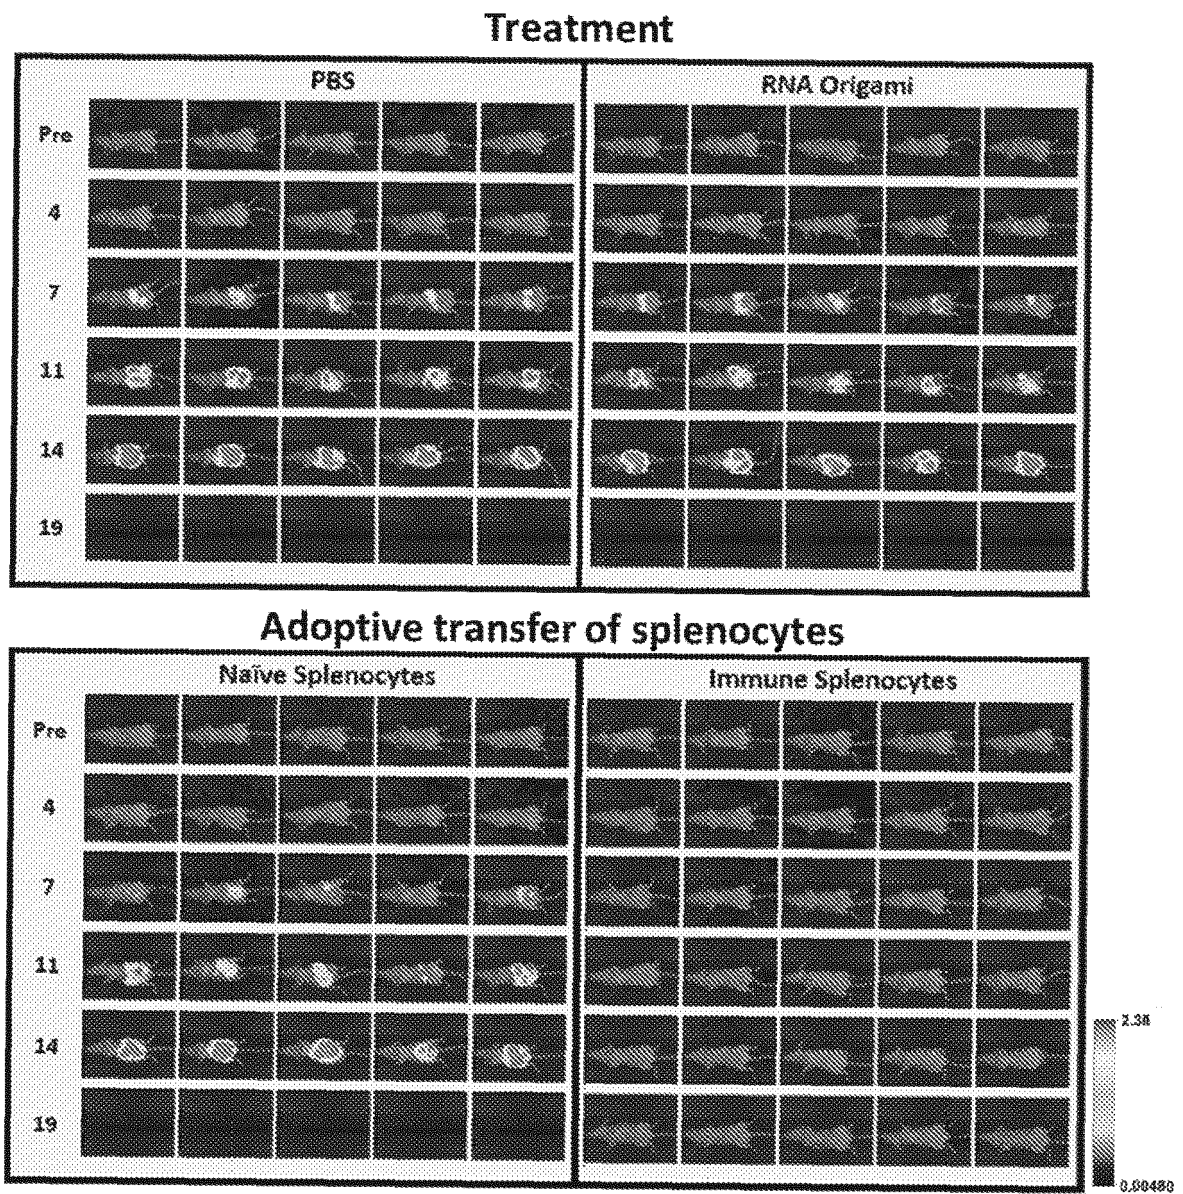 Treatment
PBS
RNA Origami
Pre
4
7
11
14
19
Adoptive transfer of splenocytes
Naïve Splenocytes
Immune Splenocytes
Pre
4
7
11
14
19
2.38
0.00480